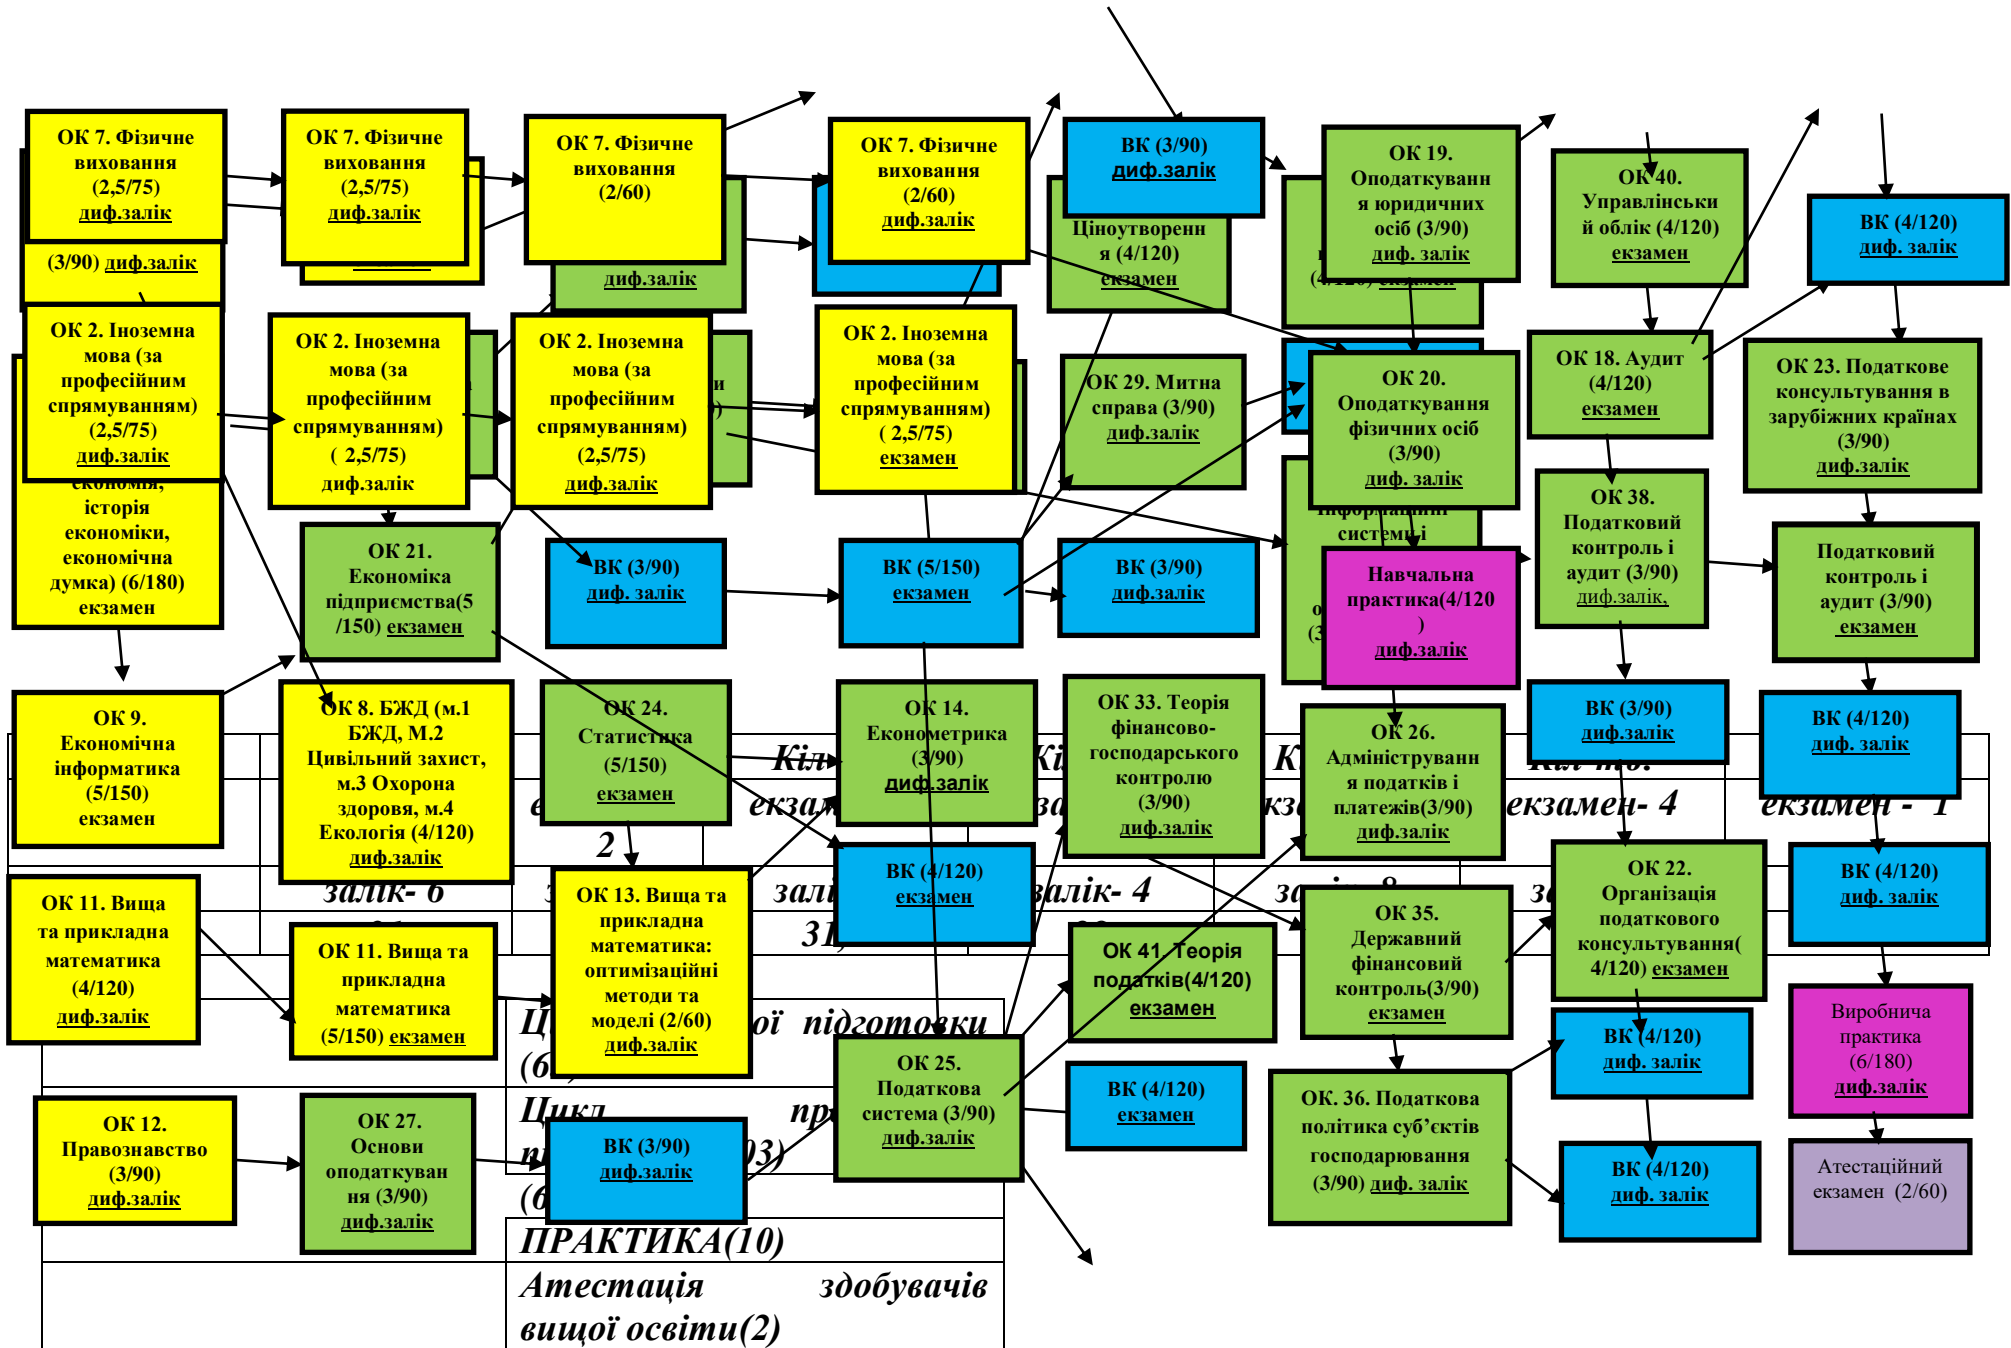 ОК 7. Фізичне
виховання
(2,5/75)
диф.залік
(3/90) диф.залік
ОК 2. Іноземна
мова (за
професійним
спрямуванням)
(2,5/75)
диф.залік
економія,
історія
економіки,
економічна
думка) (6/180)
екзамен
ОК 9.
Економічна
інформатика
(5/150)
екзамен
ОК 11. Вища
та прикладна
математика
(4/120)
диф.залік
ОК 12.
Правознавство
(3/90)
диф.залік
ОК 7. Фізичне
виховання
(2,5/75)
диф.залік
ОК 2. Іноземна
мова (за
професійним
спрямуванням)
( 2,5/75)
диф.залік
ОК 21.
Економіка
підприємства(5
/150) екзамен
ОК 8. БЖД (м.1
БЖД, М.2
Цивільний захист,
м.3 Охорона
здоровя, м.4
Екологія (4/120)
диф.залік
залік- 6
ОК 11. Вища та
прикладна
математика
(5/150) екзамен
ОК 27.
Основи
оподаткуван
ня (3/90)
диф.залік
ОК 7. Фізичне
виховання
(2/60)
диф.залік
ОК 2. Іноземна
мова (за
професійним
спрямуванням)
(2,5/75)
диф.залік
ВК (3/90)
диф. залік
ОК 24.
Статистика
(5/150)
екзамен
2
ОК 13. Вища та
прикладна
математика:
оптимізаційні
методи та
моделі (2/60)
диф.залік
ВК (3/90)
диф.залік
ОК 7. Фізичне
виховання
(2/60)
диф.залік
ОК 2. Іноземна
мова (за
професійним
спрямуванням)
( 2,5/75)
екзамен
ВК (5/150)
екзамен
ОК 14.
Економетрика
(3/90)
диф.залік
ВК (4/120)
екзамен
31,
підготовки
ОК 25.
Податкова
система (3/90)
диф.залік
Цикл
ПРАКТИКА(10)
Атестація здобувачів
вищої освіти(2)
ВК (3/90)
диф.залік
Ціноутворенн
я (4/120)
екзамен
ОК 29. Митна
справа (3/90)
диф.залік
ВК (3/90)
диф.залік
ОК 33. Теорія
фінансово-
господарського
контролю
(3/90)
диф.залік
залік- 4
ОК 41. Теорія
податків(4/120)
екзамен
ВК (4/120)
екзамен
ОК 19.
Оподаткуванн
я юридичних
осіб (3/90)
диф. залік
(4/120) екзамен
ОК 20.
Оподаткування
фізичних осіб
(3/90)
диф. залік
Інформаційні
системи і
Навчальна
практика(4/120
)
диф.залік
ОК 26.
Адмініструванн
я податків і
платежів(3/90)
диф.залік
ОК 35.
Державний
фінансовий
контроль(3/90)
екзамен
ОК. 36. Податкова
політика суб’єктів
господарювання
(3/90) диф. залік
ОК 40.
Управлінськи
й облік (4/120)
екзамен
ОК 18. Аудит
(4/120)
екзамен
ОК 38.
Податковий
контроль і
аудит (3/90)
диф.залік,
ВК (3/90)
диф.залік
екзамен- 4
ОК 22.
Організація
податкового
консультування(
4/120) екзамен
ВК (4/120)
диф. залік
ВК (4/120)
диф. залік
ВК (4/120)
диф. залік
ОК 23. Податкове
консультування в
зарубіжних країнах
(3/90)
диф.залік
Податковий
контроль і
аудит (3/90)
екзамен
ВК (4/120)
диф. залік
екзамен - 1
ВК (4/120)
диф. залік
Виробнича
практика
(6/180)
диф.залік
Атестаційний
екзамен (2/60)